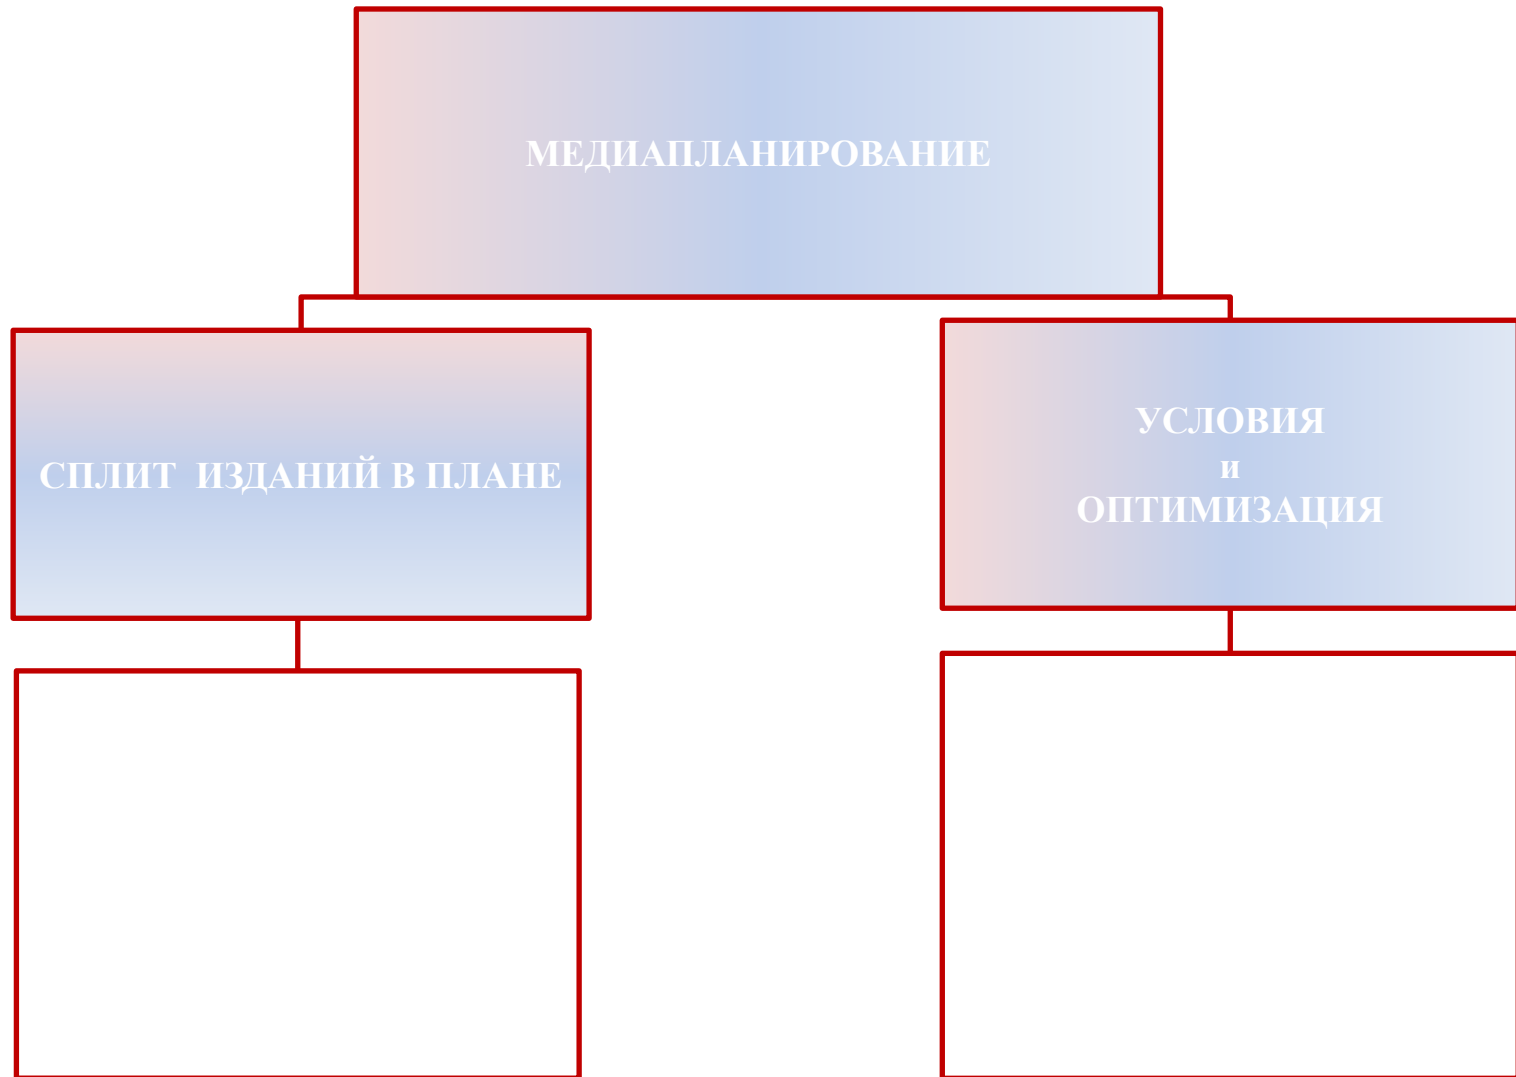 МЕДИАПЛАНИРОВАНИЕ
СПЛИТ  ИЗДАНИЙ В ПЛАНЕ
УСЛОВИЯ
и
ОПТИМИЗАЦИЯ